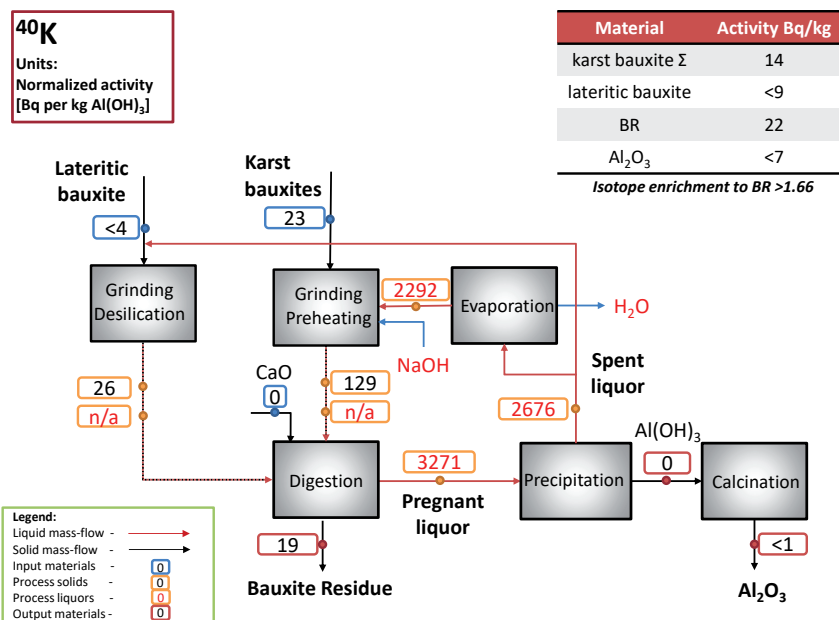 ⁴⁰K
Units:
Normalized activity
[Bq per kg Al(OH)₃]
Material Activity Bq/kg
karst bauxite Σ 14
lateritic bauxite <9
BR 22
Al₂O₃ <7
Isotope enrichment to BR >1.66
Lateritic
bauxite
Karst
bauxites
<4
23
Grinding
Desilication
Grinding
Preheating
2292
Evaporation
H₂O
NaOH
Spent
liquor
CaO
0
26
n/a
129
n/a
2676
Al(OH)₃
Digestion
3271
Pregnant
liquor
Precipitation
0
Calcination
19
Bauxite Residue
<1
Al₂O₃
Legend:
Liquid mass-flow -
Solid mass-flow -
Input materials - 0
Process solids - 0
Process liquors - 0
Output materials - 0